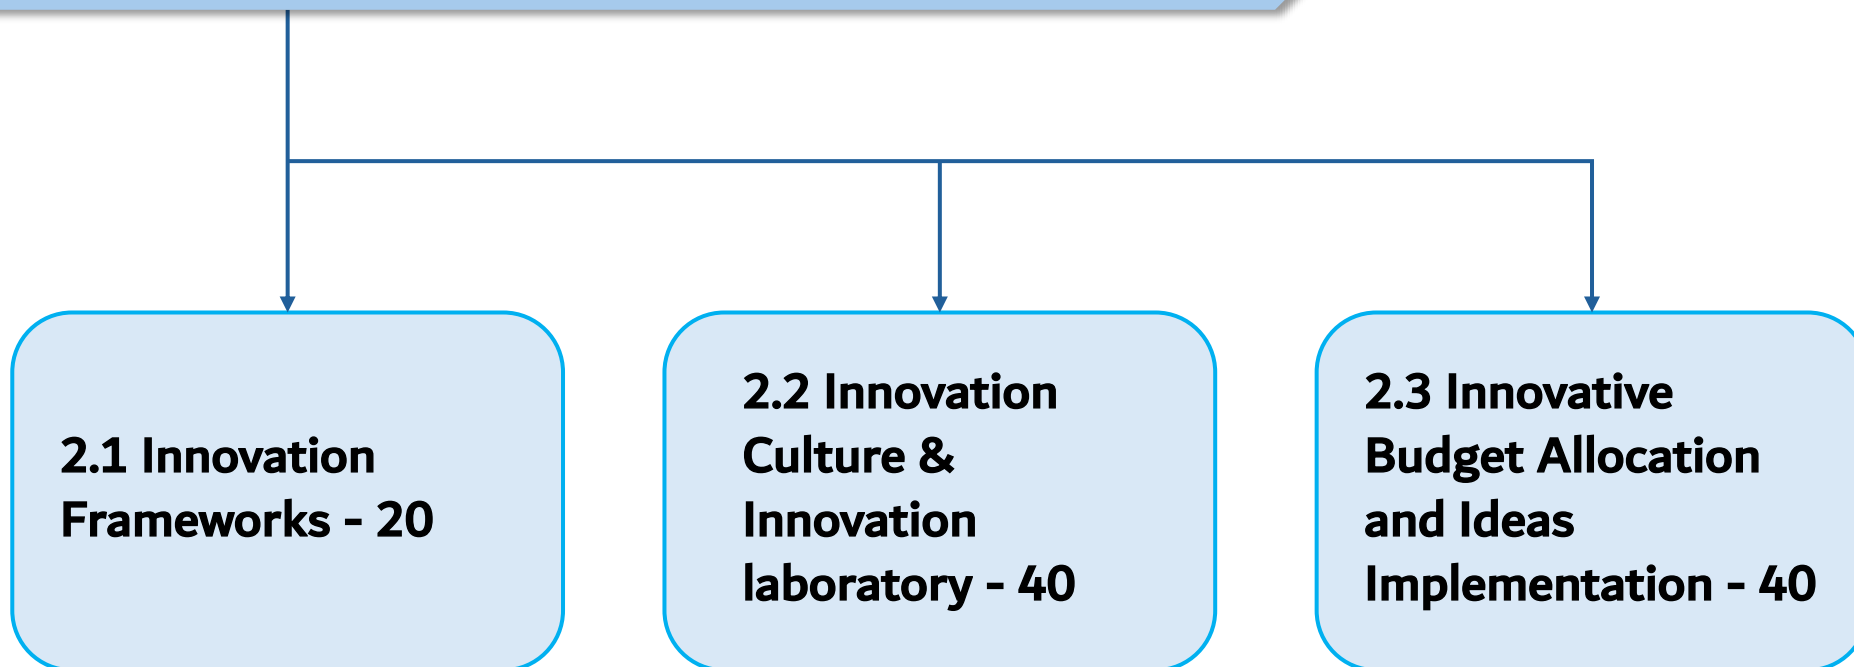 2.1 Innovation
Frameworks - 20
2.2 Innovation
Culture &
Innovation
laboratory - 40
2.3 Innovative
Budget Allocation
and Ideas
Implementation - 40